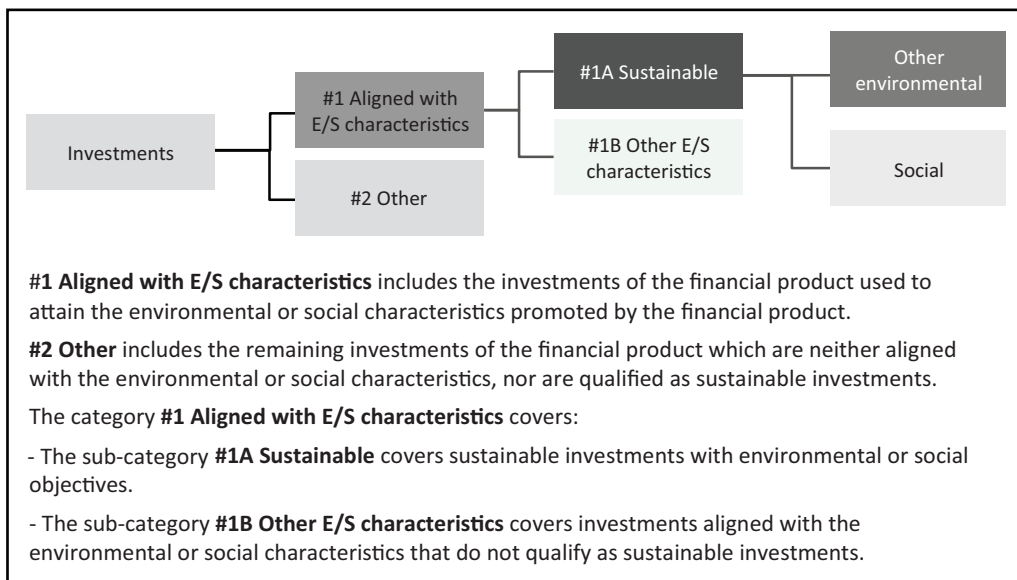 Investments
#1 Aligned with
E/S characteristics
#2 Other
#1A Sustainable
#1B Other E/S
characteristics
Other
environmental
Social
#1 Aligned with E/S characteristics includes the investments of the financial product used to
attain the environmental or social characteristics promoted by the financial product.
#2 Other includes the remaining investments of the financial product which are neither aligned
with the environmental or social characteristics, nor are qualified as sustainable investments.
The category #1 Aligned with E/S characteristics covers:
- The sub-category #1A Sustainable covers sustainable investments with environmental or social
objectives.
- The sub-category #1B Other E/S characteristics covers investments aligned with the
environmental or social characteristics that do not qualify as sustainable investments.